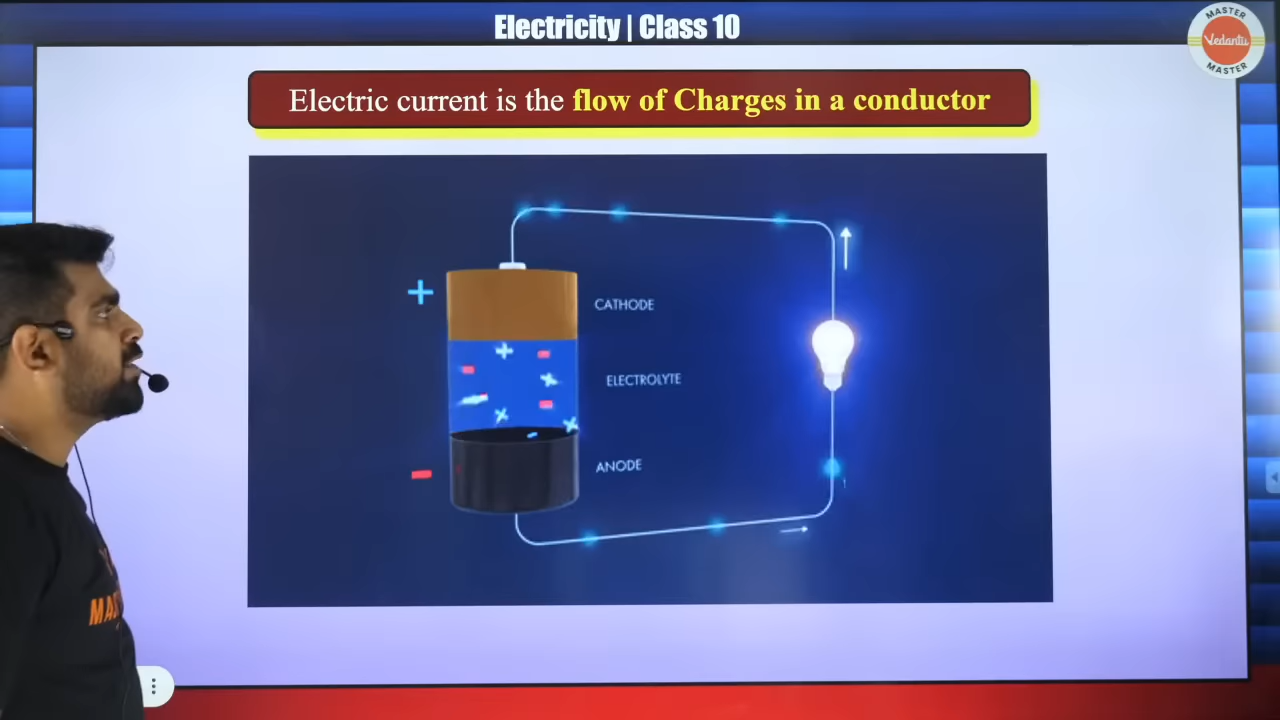 Electricity | Class 10
MASTER
Vedantu
MASTER
Electric current is the flow of Charges in a conductor
+
CATHODE
ELECTROLYTE
-
ANODE